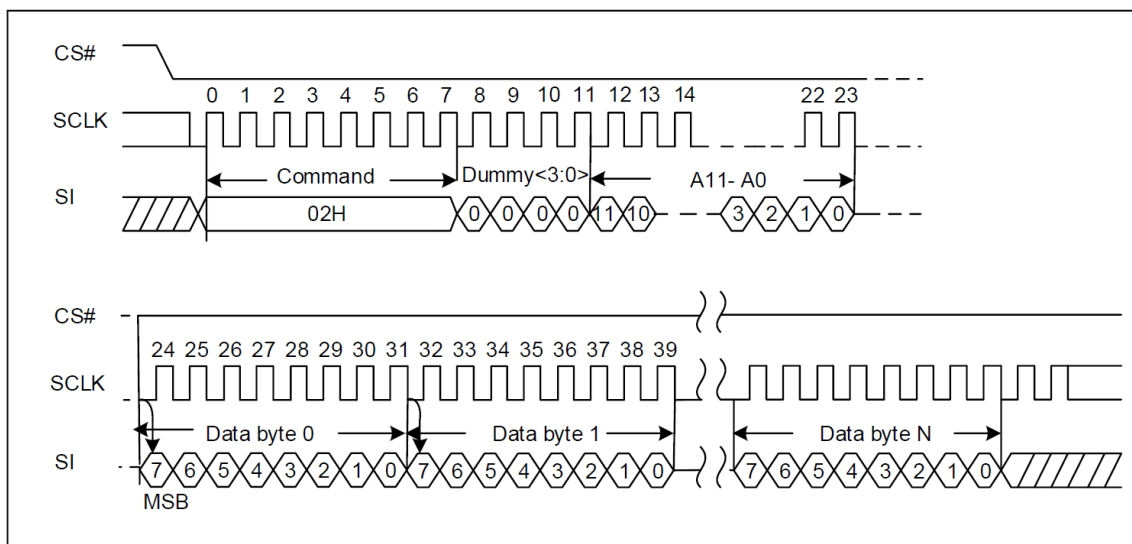 CS#
0 1 2 3 4 5 6 7 8 9 10 11 12 13 14 22 23
SCLK
Command Dummy<3:0> A11- A0
SI
02H 0 0 0 0 11 10 3 2 1 0
CS#
24 25 26 27 28 29 30 31 32 33 34 35 36 37 38 39
SCLK
Data byte 0 Data byte 1 Data byte N
SI
7 6 5 4 3 2 1 0 7 6 5 4 3 2 1 0 7 6 5 4 3 2 1 0
MSB